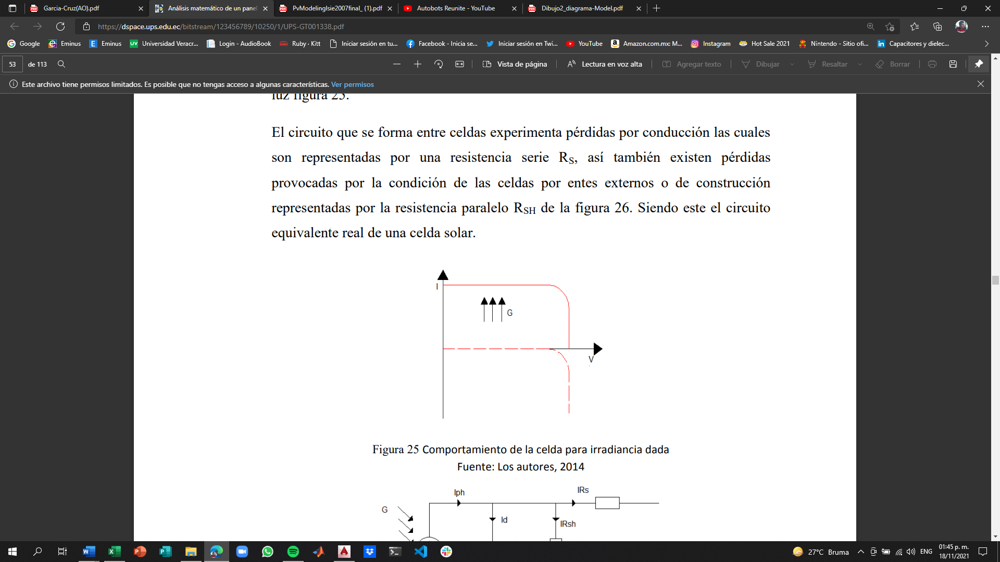 Garcia-Cruz(AO).pdf
Análisis matemático de un pane
PvModelingIsie2007final_ (1).pdf
Autobots Reunite - YouTube
Dibujo2_diagrama-Model.pdf
https://dspace.ups.edu.ec/bitstream/123456789/10250/1/UPS-GT001338.pdf
Google
Eminus
Eminus
Universidad Veracr...
Login - AudioBook
Ruby · Kitt
Iniciar sesión en tu...
Facebook - Inicia se...
Iniciar sesión en Twi...
YouTube
Amazon.com.mx: M...
Instagram
Hot Sale 2021
Nintendo - Sitio ofi...
Capacitores y dielec...
53 de 113
Vista de página
Lectura en voz alta
Agregar texto
Dibujar
Resaltar
Borrar
Este archivo tiene permisos limitados. Es posible que no tengas acceso a algunas características. Ver permisos
luz figura 25.
El circuito que se forma entre celdas experimenta pérdidas por conducción las cuales
son representadas por una resistencia serie RS, así también existen pérdidas
provocadas por la condición de las celdas por entes externos o de construcción
representadas por la resistencia paralelo RSH de la figura 26. Siendo este el circuito
equivalente real de una celda solar.
I
G
V
Figura 25 Comportamiento de la celda para irradiancia dada
Fuente: Los autores, 2014
Iph
IRs
G
Id
IRsh
27°C Bruma
ENG
01:45 p. m.
18/11/2021